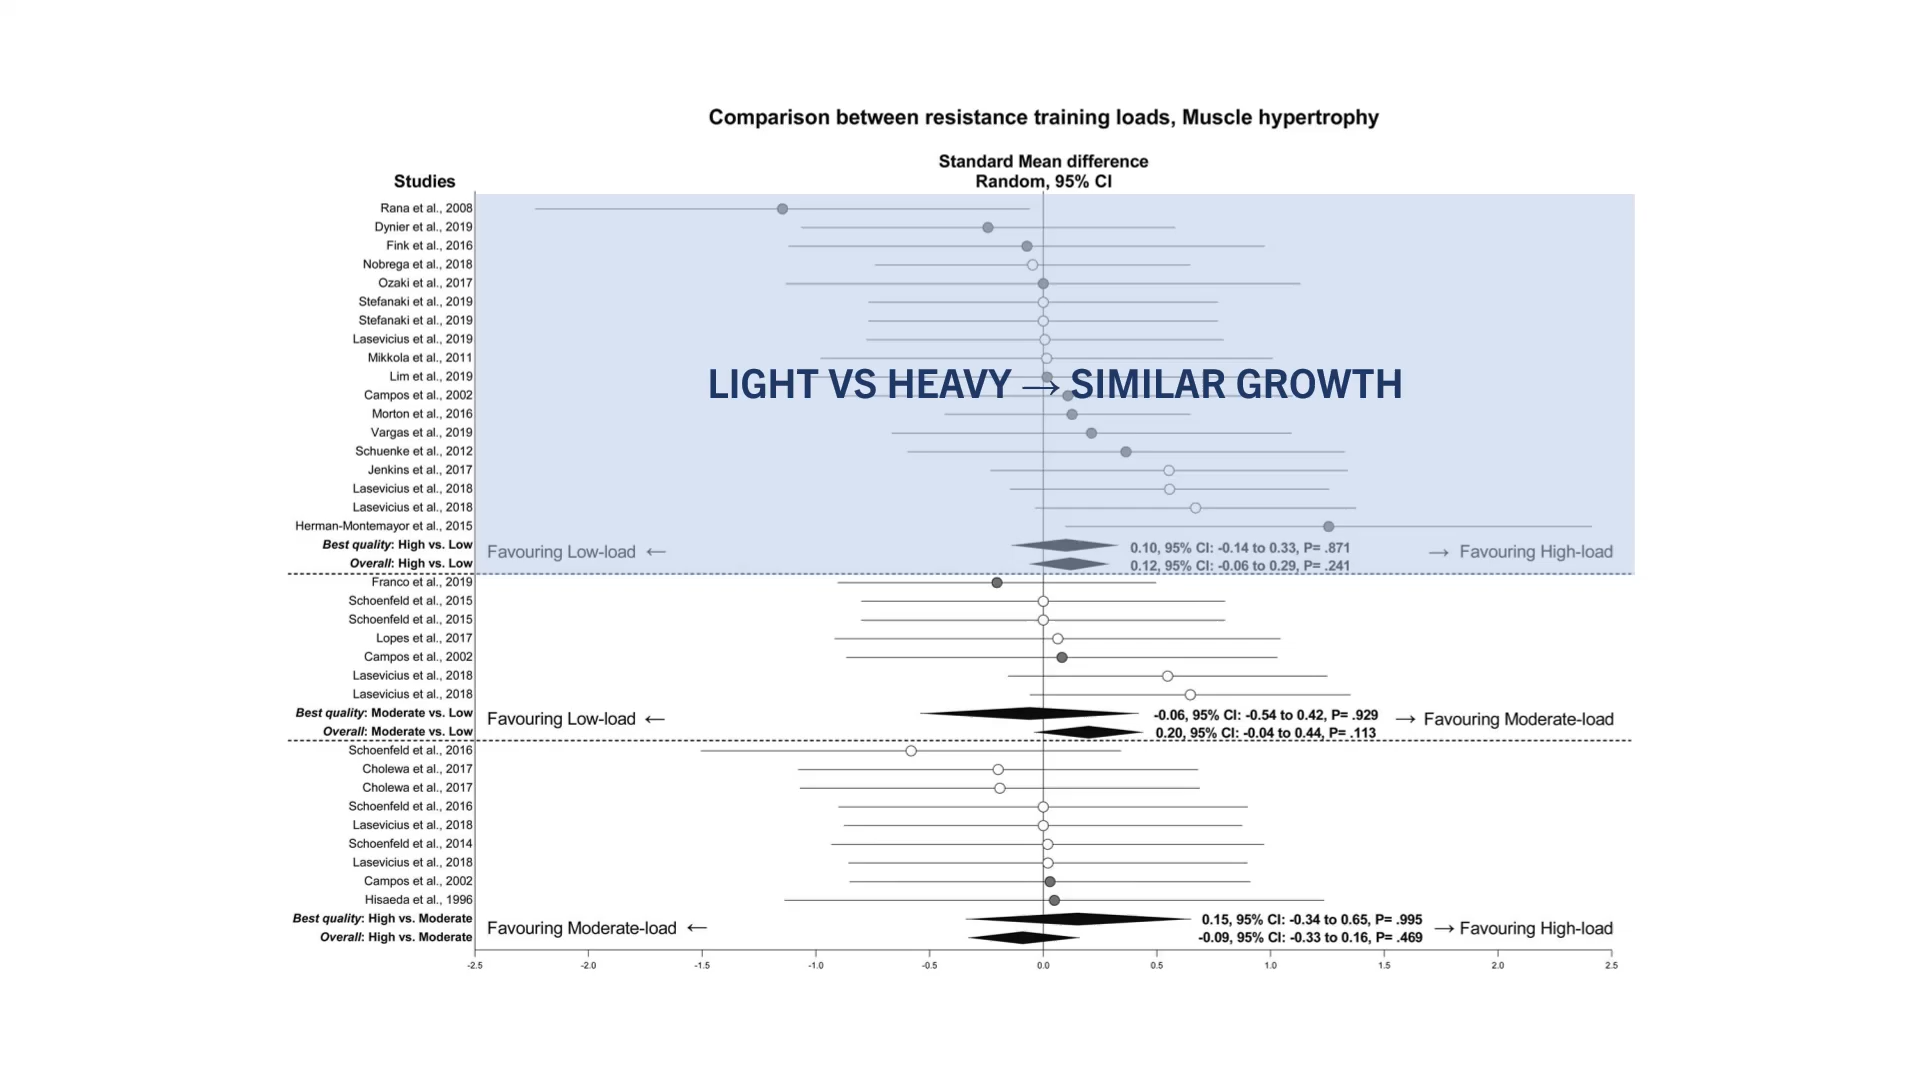 Comparison between resistance training loads, Muscle hypertrophy
Standard Mean difference
Random, 95% CI
Studies
Rana et al., 2008
Dynier et al., 2019
Fink et al., 2016
Nobrega et al., 2018
Ozaki et al., 2017
Stefanaki et al., 2019
Stefanaki et al., 2019
Lasevicius et al., 2019
Mikkola et al., 2011
Lim et al., 2019
LIGHT VS HEAVY → SIMILAR GROWTH
Campos et al., 2002
Morton et al., 2016
Vargas et al., 2019
Schuenke et al., 2012
Jenkins et al., 2017
Lasevicius et al., 2018
Lasevicius et al., 2018
Herman-Montemayor et al., 2015
Best quality: High vs. Low
Favouring Low-load ←
0.10, 95% CI: -0.14 to 0.33, P= .871
→ Favouring High-load
Overall: High vs. Low
0.12, 95% CI: -0.06 to 0.29, P= .241
Franco et al., 2019
Schoenfeld et al., 2015
Schoenfeld et al., 2015
Lopes et al., 2017
Campos et al., 2002
Lasevicius et al., 2018
Lasevicius et al., 2018
Best quality: Moderate vs. Low
Favouring Low-load ←
-0.06, 95% CI: -0.54 to 0.42, P= .929
→ Favouring Moderate-load
Overall: Moderate vs. Low
0.20, 95% CI: -0.04 to 0.44, P= .113
Schoenfeld et al., 2016
Cholewa et al., 2017
Cholewa et al., 2017
Schoenfeld et al., 2016
Lasevicius et al., 2018
Schoenfeld et al., 2014
Lasevicius et al., 2018
Campos et al., 2002
Hisaeda et al., 1996
Best quality: High vs. Moderate
Favouring Moderate-load ←
0.15, 95% CI: -0.34 to 0.65, P= .995
→ Favouring High-load
Overall: High vs. Moderate
-0.09, 95% CI: -0.33 to 0.16, P= .469
-2.5 -2.0 -1.5 -1.0 -0.5 0.0 0.5 1.0 1.5 2.0 2.5